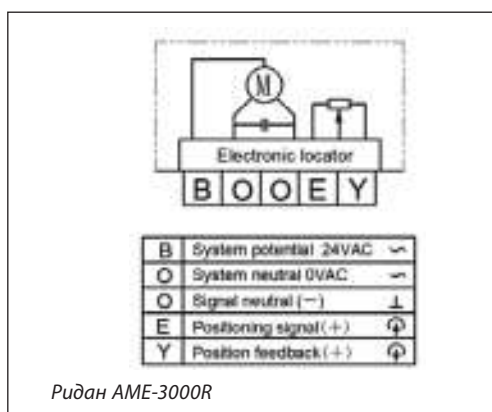 M
Electronic locator
B O O E Y
B System potential 24VAC ~
O System neutral 0VAC ~
O Signal neutral (—) ⊥
E Positioning signal (+)
Y Position feedback (+)
Ридан AME-3000R